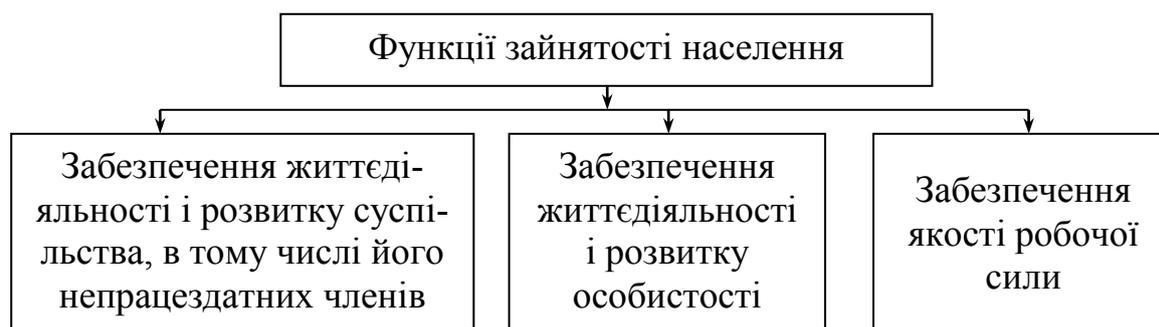 Функції зайнятості населення
Забезпечення життєді-
яльності і розвитку суспі-
льства, в тому числі його
непрацездатних членів
Забезпечення
життєдіяльності
і розвитку
особистості
Забезпечення
якості робочої
сили